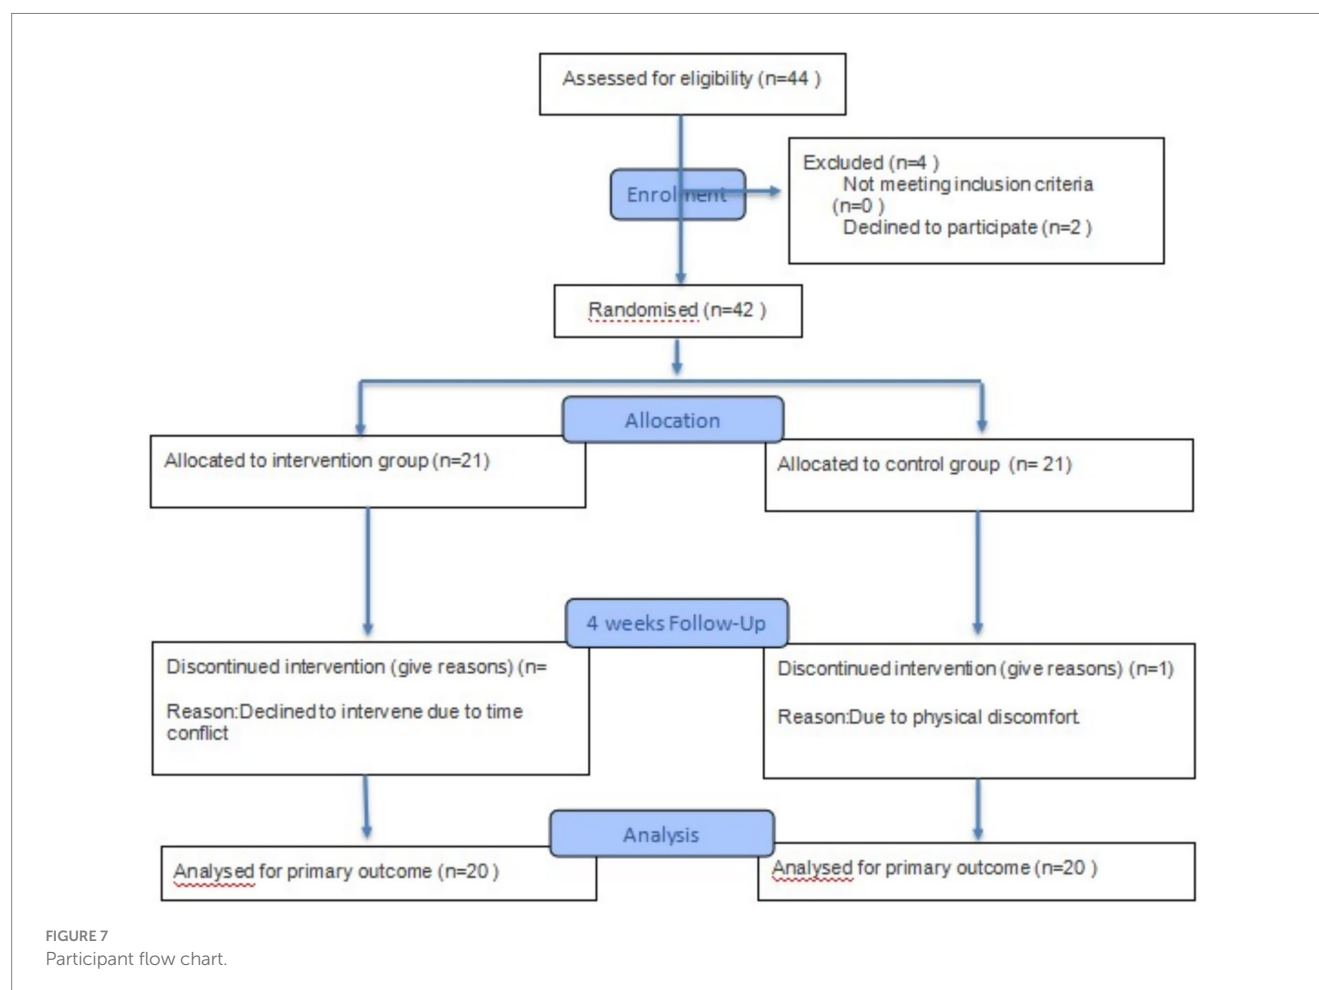 Assessed for eligibility (n=44 )
Excluded (n=4 )
Not meeting inclusion criteria
(n=0 )
Declined to participate (n=2 )
Enrolment
Randomised (n=42 )
Allocation
Allocated to intervention group (n=21)
Allocated to control group (n= 21)
4 weeks Follow-Up
Discontinued intervention (give reasons) (n=
Reason:Declined to intervene due to time
conflict
Discontinued intervention (give reasons) (n=1)
Reason:Due to physical discomfort
Analysis
Analysed for primary outcome (n=20 )
Analysed for primary outcome (n=20 )
FIGURE 7
Participant flow chart.